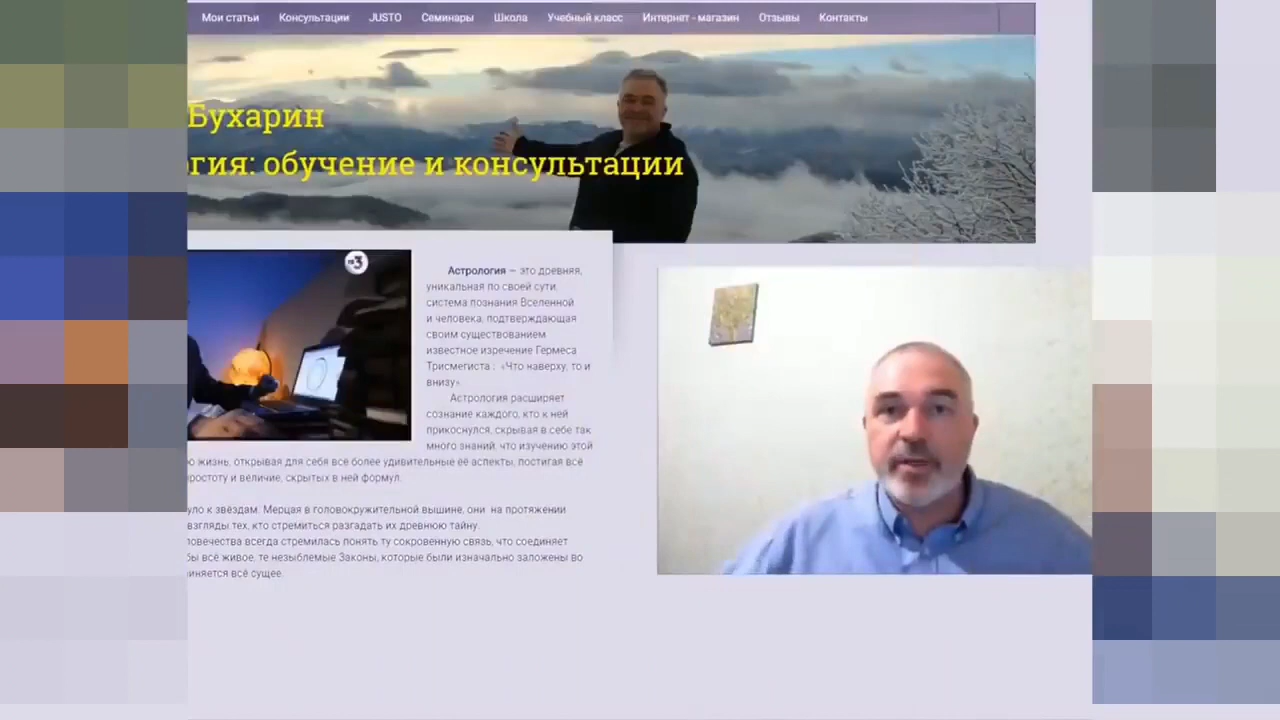 Мои статьи Консультации JUSTO Семинары Школа Учебный класс Интернет - магазин Отзывы Контакты
Бухарин
гия: обучение и консультации
3
Астрология – это древняя,
уникальная по своей сути,
система познания Вселенной
и человека, подтверждающая
своим существованием
известное изречение Гермеса
Трисмегиста : «Что наверху, то и
внизу».
Астрология расширяет
сознание каждого, кто к ней
прикоснулся, скрывая в себе так
много знаний, что изучению этой
ю жизнь, открывая для себя всё более удивительные её аспекты, постигая всё
простоту и величие, скрытых в ней формул.
уло к звёздам. Мерцая в головокружительной вышине, они на протяжении
взгляды тех, кто стремиться разгадать их древнюю тайну.
ловечества всегда стремилась понять ту сокровенную связь, что соединяет
бы всё живое, те незыблемые Законы, которые были изначально заложены во
иняется всё сущее.